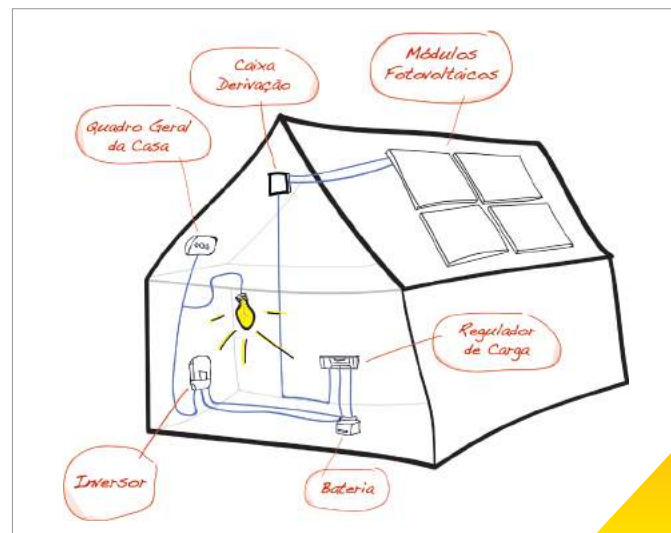 Caixa
Derivação
Módulos
Fotovoltaicos
Quadro Geral
da Casa
Regulador
de Carga
Inversor
Bateria